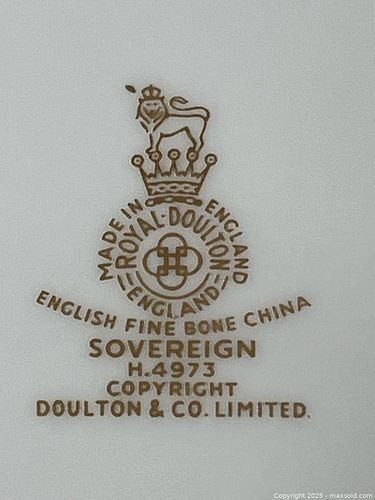 MADE IN ENGLAND
ROYAL·DOULTON
ENGLAND
ENGLISH FINE BONE CHINA
SOVEREIGN
H.4973
COPYRIGHT
DOULTON & CO. LIMITED.
Copyright 2025 - maxsold.com